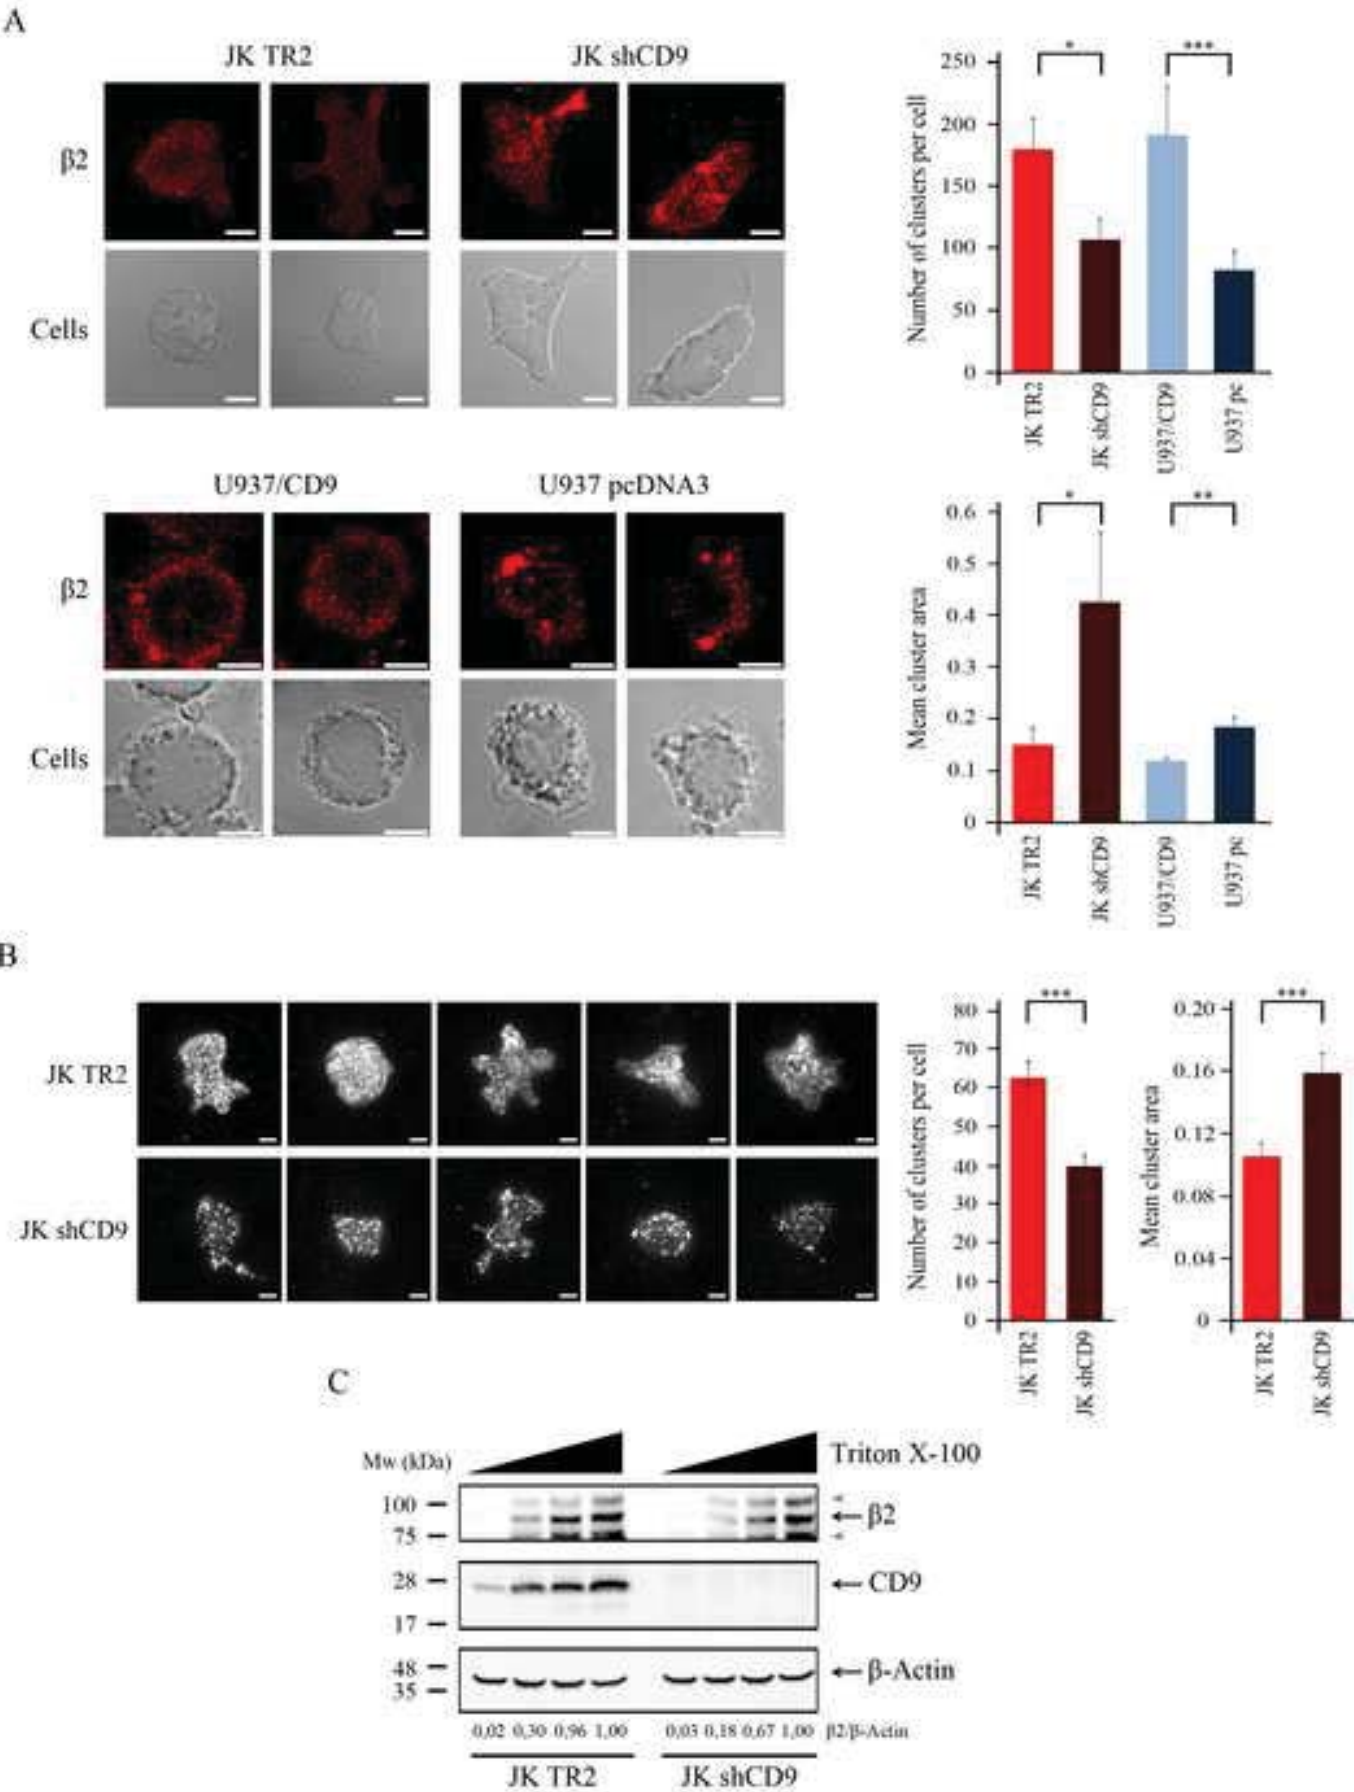 A
JK TR2
JK shCD9
β2
Cells
U937/CD9
U937 pcDNA3
β2
Cells
Number of clusters per cell
250
200
150
100
50
0
*
***
JK TR2
JK shCD9
U937/CD9
U937 pc
Mean cluster area
0.6
0.5
0.4
0.3
0.2
0.1
0
*
**
JK TR2
JK shCD9
U937/CD9
U937 pc
B
JK TR2
JK shCD9
Number of clusters per cell
80
70
60
50
40
30
20
10
0
***
JK TR2
JK shCD9
Mean cluster area
0.20
0.16
0.12
0.08
0.04
0
***
JK TR2
JK shCD9
C
Mw (kDa)
Triton X-100
100
75
β2
28
17
CD9
48
35
β-Actin
0,02 0,30 0,96 1,00 0,03 0,18 0,67 1,00 β2/β-Actin
JK TR2 JK shCD9